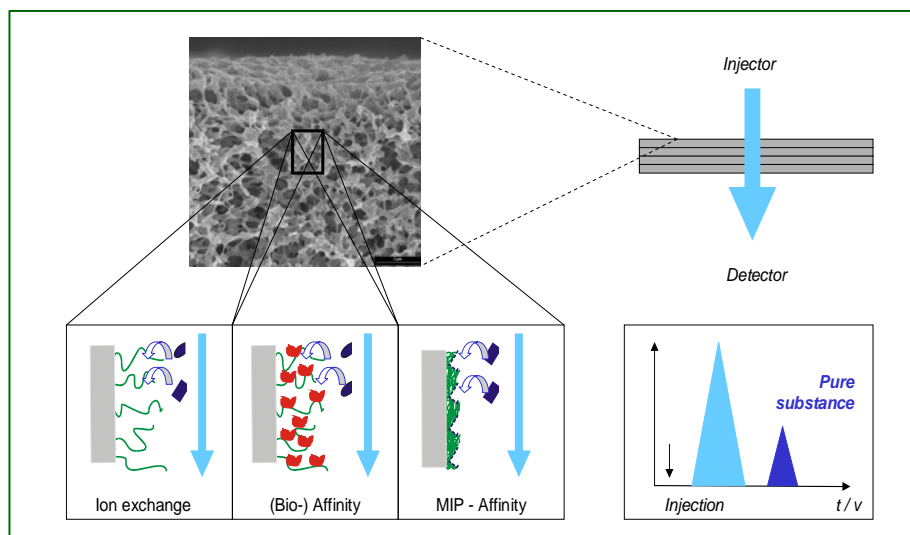 Injector
Detector
Ion exchange
(Bio-) Affinity
MIP - Affinity
Pure
substance
Injection
t / v